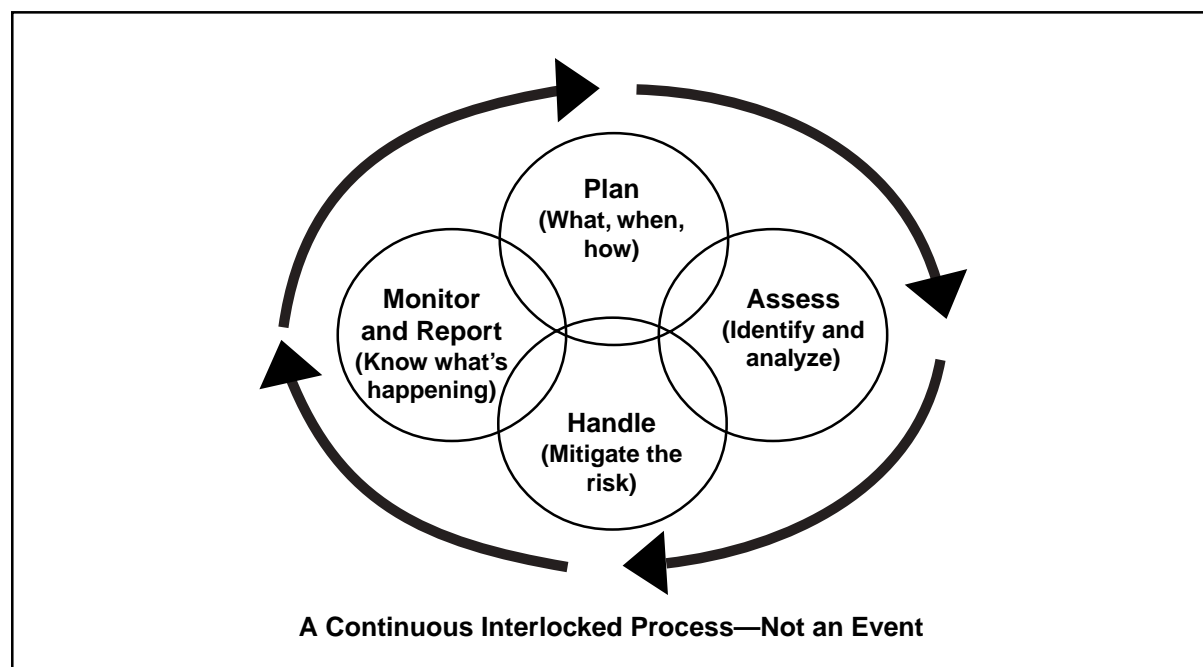 Plan
(What, when,
how)
Monitor
and Report
(Know what’s
happening)
Assess
(Identify and
analyze)
Handle
(Mitigate the
risk)
A Continuous Interlocked Process—Not an Event